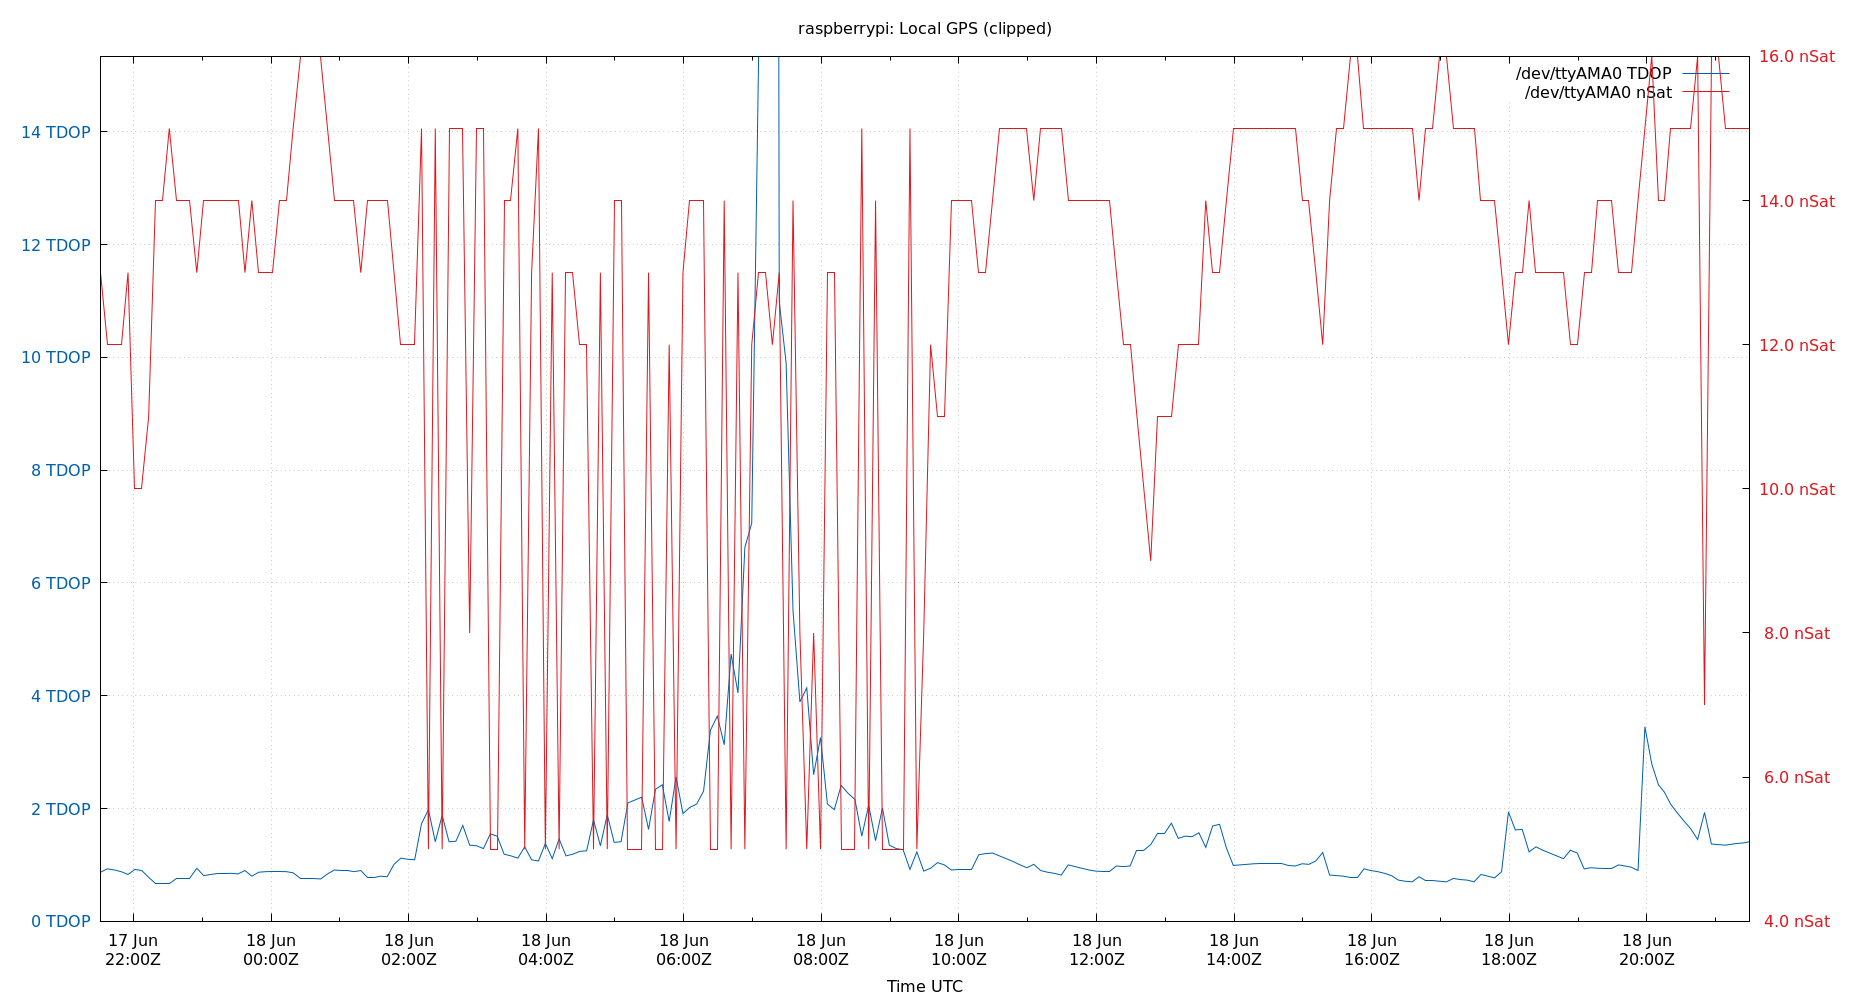 raspberrypi: Local GPS (clipped)
/dev/ttyAMA0 TDOP
/dev/ttyAMA0 nSat
14 TDOP
12 TDOP
10 TDOP
8 TDOP
6 TDOP
4 TDOP
2 TDOP
0 TDOP
16.0 nSat
14.0 nSat
12.0 nSat
10.0 nSat
8.0 nSat
6.0 nSat
4.0 nSat
17 Jun
22:00Z
18 Jun
00:00Z
18 Jun
02:00Z
18 Jun
04:00Z
18 Jun
06:00Z
18 Jun
08:00Z
18 Jun
10:00Z
18 Jun
12:00Z
18 Jun
14:00Z
18 Jun
16:00Z
18 Jun
18:00Z
18 Jun
20:00Z
Time UTC